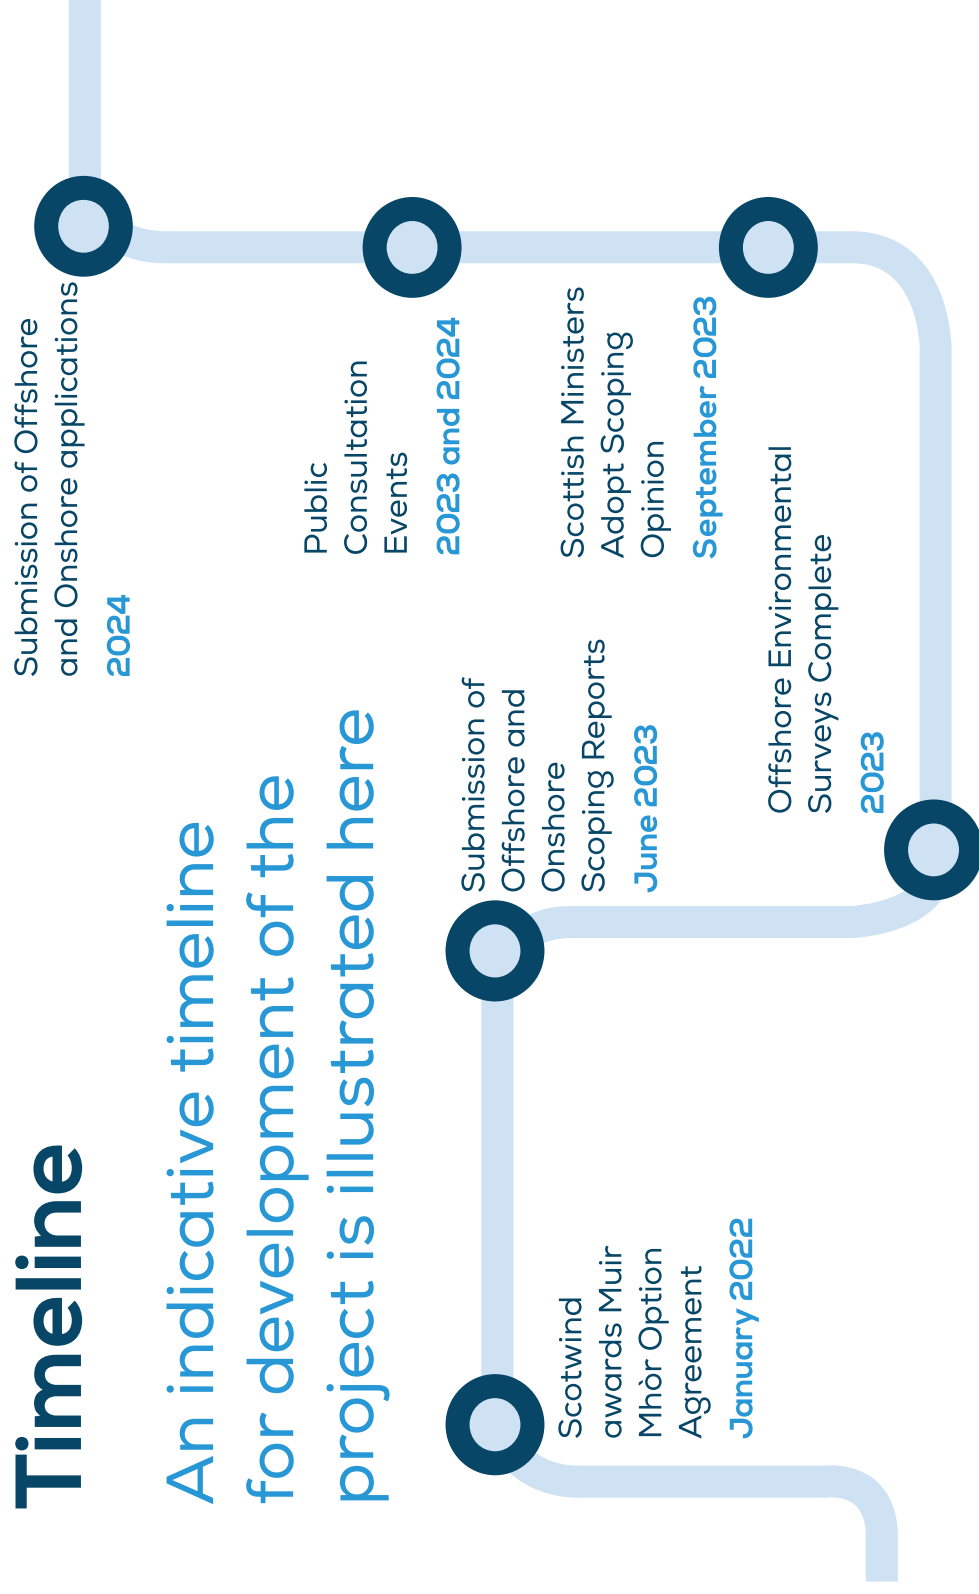 Timeline
An indicative timeline
for development of the
project is illustrated here
Scotwind
awards Muir
Mhòr Option
Agreement
January 2022
Submission of
Offshore and
Onshore
Scoping Reports
June 2023
Offshore Environmental
Surveys Complete
2023
Scottish Ministers
Adopt Scoping
Opinion
September 2023
Public
Consultation
Events
2023 and 2024
Submission of Offshore
and Onshore applications
2024